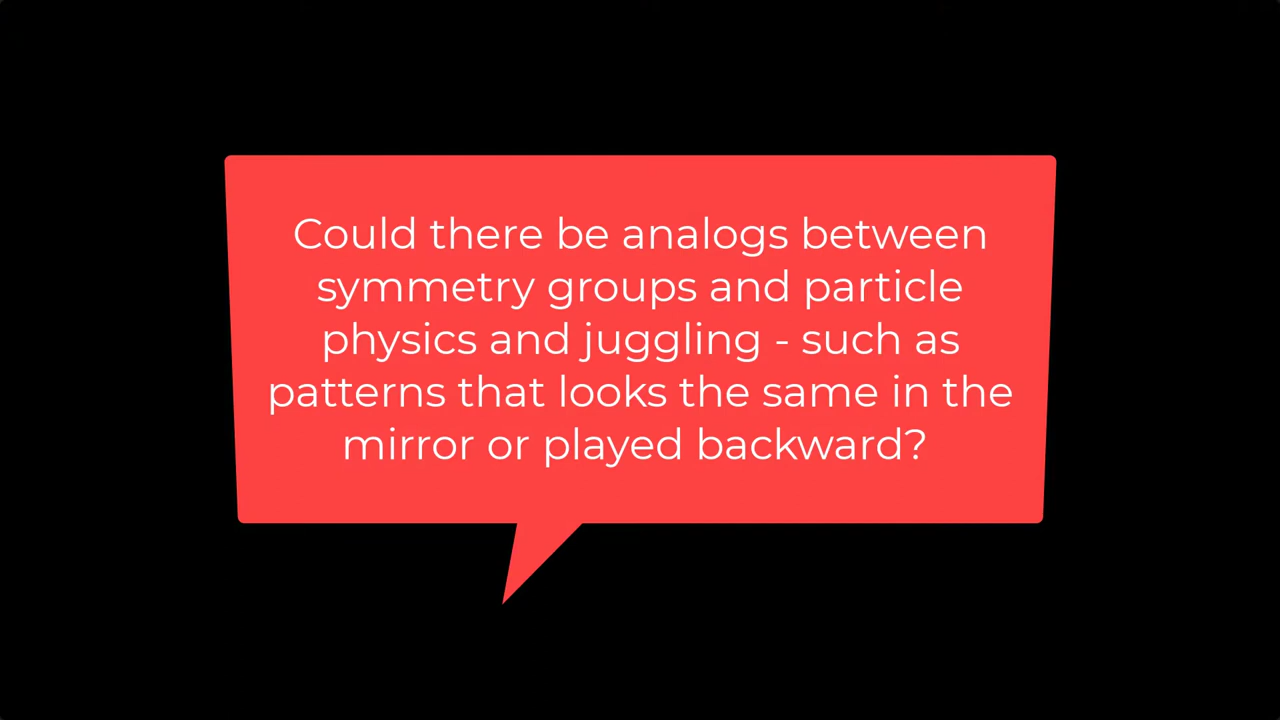 Could there be analogs between
symmetry groups and particle
physics and juggling - such as
patterns that looks the same in the
mirror or played backward?